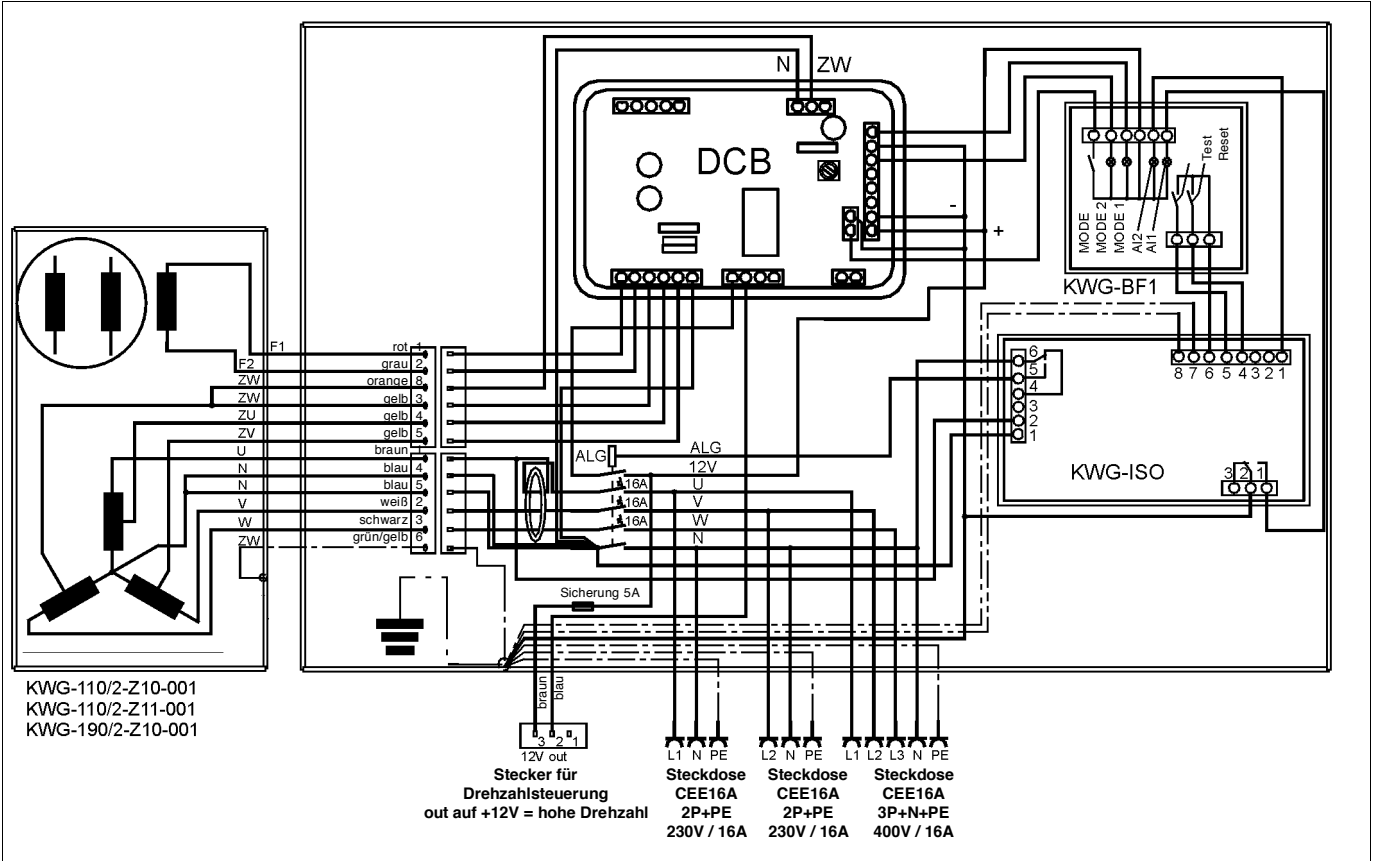 N ZW
DCB
-
+
MODE
MODE 2
MODE 1
AI2
AI1
Test
Reset
KWG-BF1
F1
F2
ZW
ZW
ZU
ZV
U
N
N
V
W
ZW
rot 1
grau 2
orange 8
gelb 3
gelb 4
gelb 5
braun 1
blau 4
blau 5
weiß 2
schwarz 3
grün/gelb 6
ALG
ALG
12V
U
16A
V
16A
W
16A
N
6
5
4
3
2
1
8 7 6 5 4 3 2 1
KWG-ISO
3 2 1
Sicherung 5A
braun
blau
KWG-110/2-Z10-001
KWG-110/2-Z11-001
KWG-190/2-Z10-001
3 2 1
12V out
Stecker für
Drehzahlsteuerung
out auf +12V = hohe Drehzahl
L1 N PE
Steckdose
CEE16A
2P+PE
230V / 16A
L2 N PE
Steckdose
CEE16A
2P+PE
230V / 16A
L1 L2 L3 N PE
Steckdose
CEE16A
3P+N+PE
400V / 16A